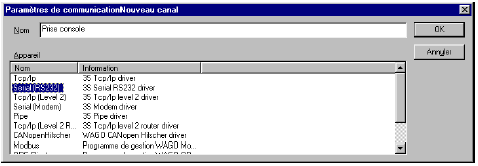 Paramètres de communicationNouveau canal
Nom Prise console OK
Appareil Annuler
Nom Information
Tcp/Ip 3S Tcp/Ip driver
Serial (RS232) 3S Serial RS232 driver
Tcp/Ip (Level 2) 3S Tcp/Ip level 2 driver
Serial (Modem) 3S Modem driver
Pipe 3S Pipe driver
Tcp/Ip (Level 2 R... 3S Tcp/Ip level 2 router driver
CANopenHilscher WAGO CANopen Hilscher driver
Modbus Programme de gestion WAGO Mo...